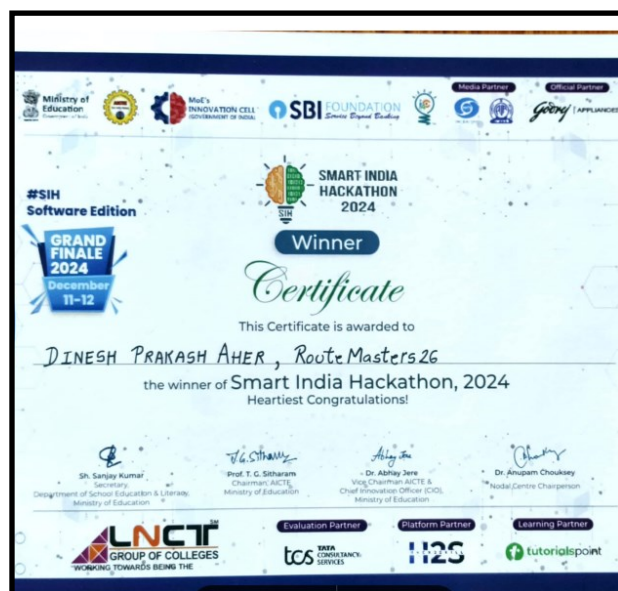 Ministry of
Education
MoE's
INNOVATION CELL
(GOVERNMENT OF INDIA)
SBI FOUNDATION
Service Beyond Banking
Media Partner
Official Partner
Godrej | APPLIANCES
#SIH
Software Edition
GRAND
FINALE
2024
December
11-12
SIH
SMART INDIA
HACKATHON
2024
Winner
Certificate
This Certificate is awarded to
DINESH PRAKASH AHER, RouteMasters26
the winner of Smart India Hackathon, 2024
Heartiest Congratulations!
T.G. Sitharam
Abhay Jere
Sh. Sanjay Kumar
Secretary,
Department of School Education & Literacy,
Ministry of Education
Prof. T. G. Sitharam
Chairman, AICTE,
Ministry of Education
Dr. Abhay Jere
Vice Chairman AICTE &
Chief Innovation Officer (CIO),
Ministry of Education
Dr. Anupam Chouksey
Nodal Centre Chairperson
LNCT
GROUP OF COLLEGES
WORKING TOWARDS BEING THE
Evaluation Partner
tcs TATA
CONSULTANCY
SERVICES
Platform Partner
H2S
Learning Partner
tutorialspoint